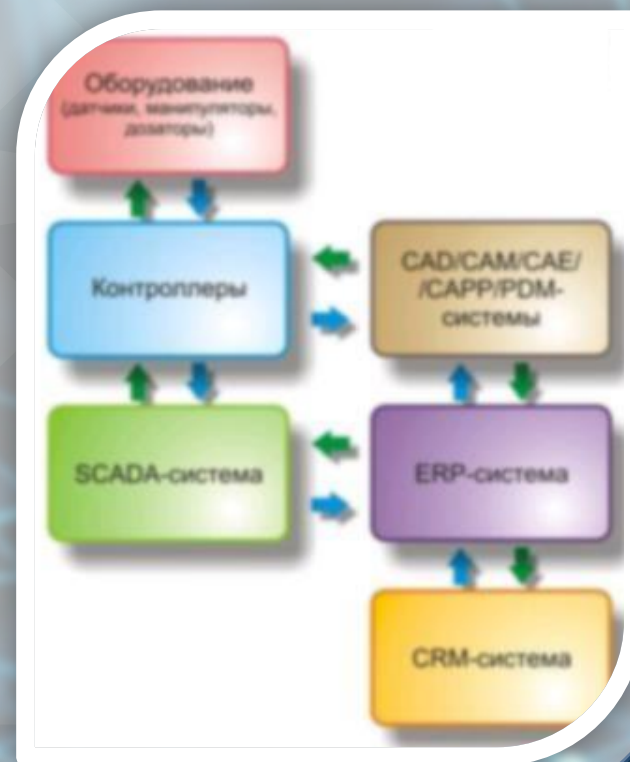 Оборудование
(датчики, манипуляторы,
дозаторы)
Контроллеры
CAD/CAM/CAE/
/CAPP/PDM-
системы
SCADA-система
ERP-система
CRM-система